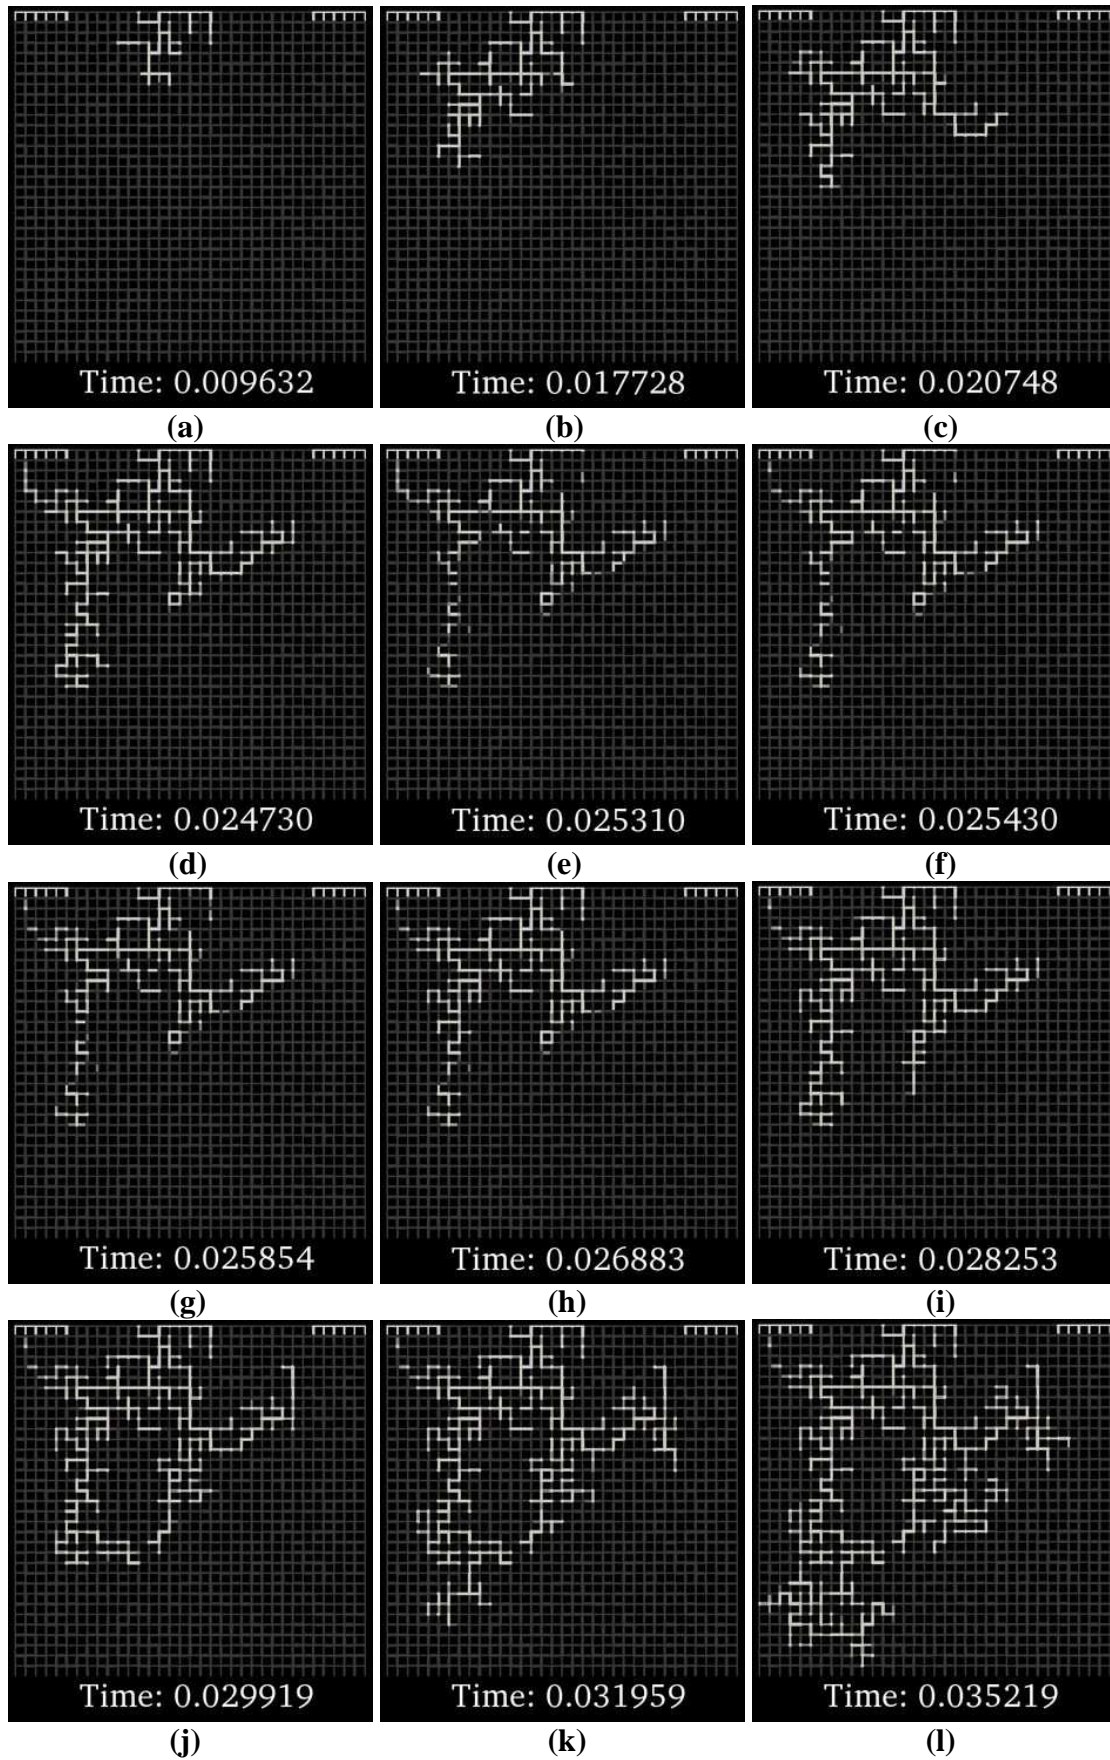 Time: 0.009632 Time: 0.017728 Time: 0.020748
(a) (b) (c)
Time: 0.024730 Time: 0.025310 Time: 0.025430
(d) (e) (f)
Time: 0.025854 Time: 0.026883 Time: 0.028253
(g) (h) (i)
Time: 0.029919 Time: 0.031959 Time: 0.035219
(j) (k) (l)